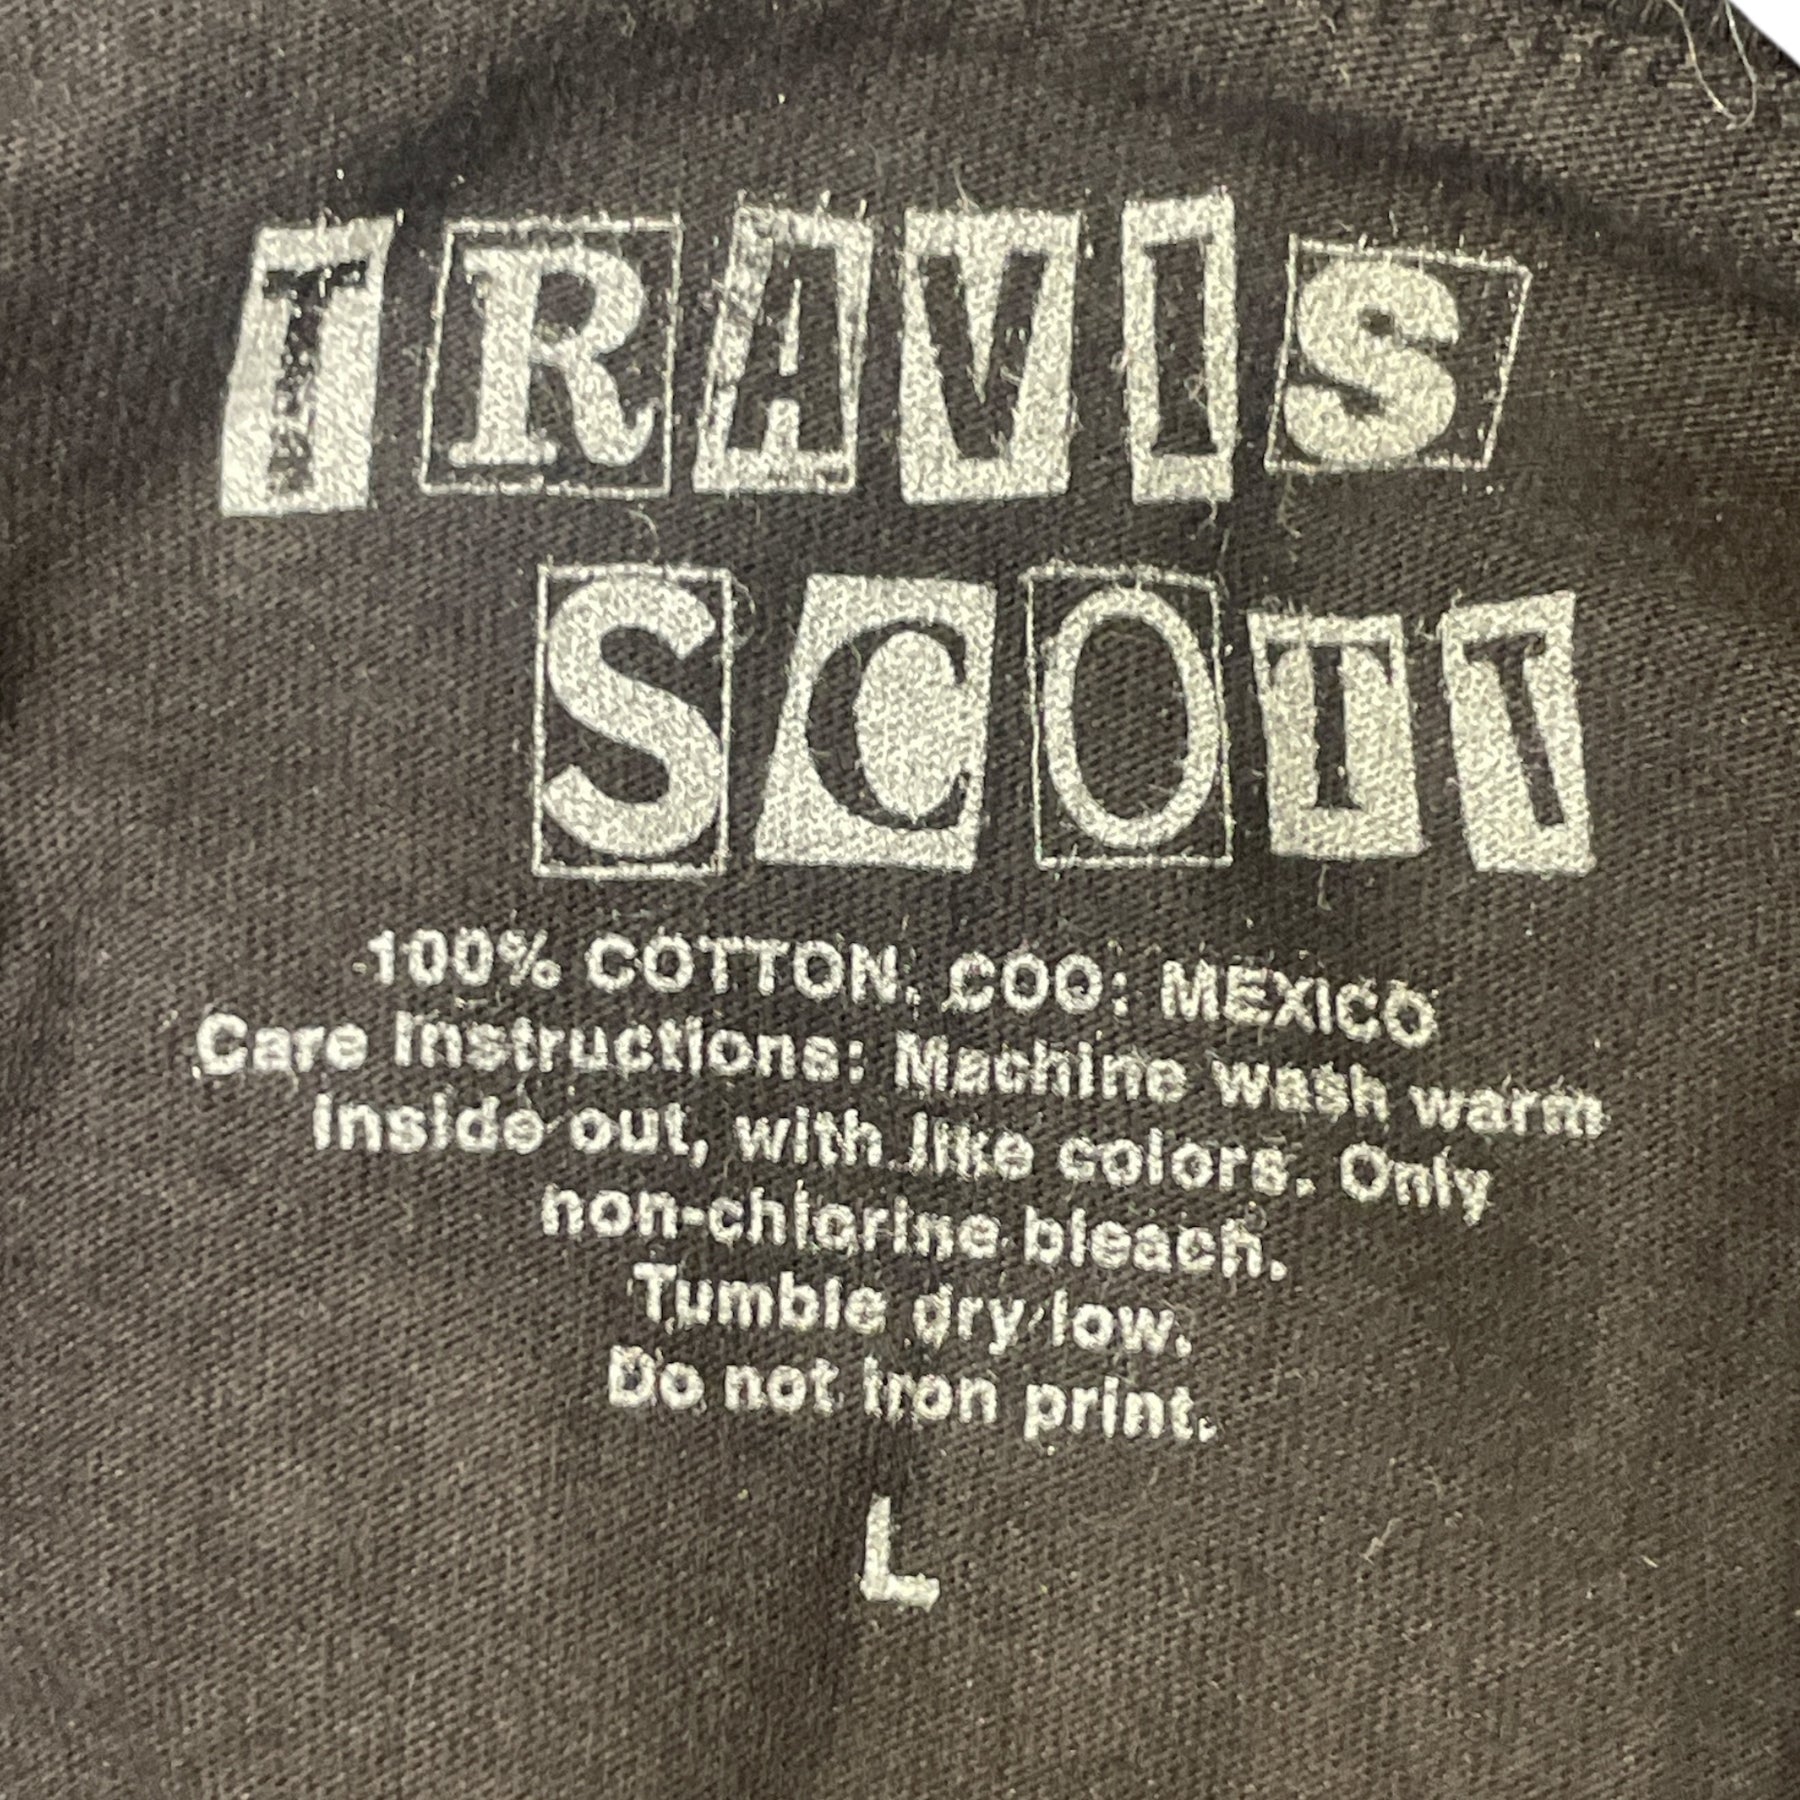 TRAVIS
SCOTT
100% COTTON, COO: MEXICO
Care Instructions: Machine wash warm
inside out, with like colors. Only
non-chlorine bleach.
Tumble dry low.
Do not iron print.
L